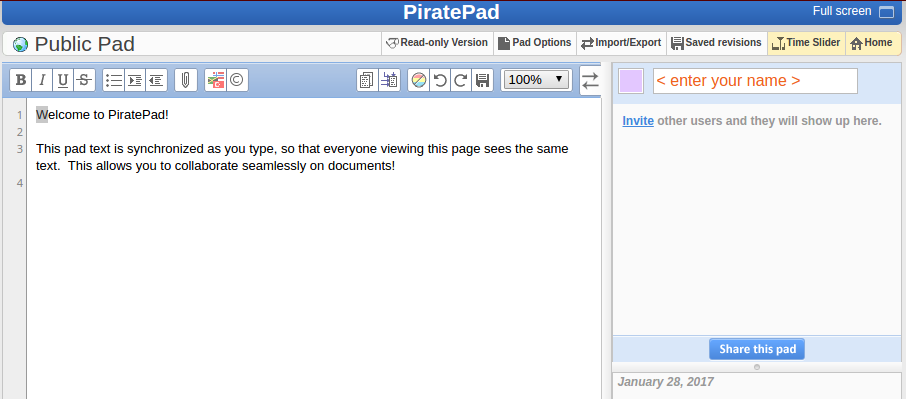 PiratePad
Full screen
Public Pad
Read-only Version
Pad Options
Import/Export
Saved revisions
Time Slider
Home
B I U S
©
100%
< enter your name >
1 Welcome to PiratePad!
2
3 This pad text is synchronized as you type, so that everyone viewing this page sees the same
text.  This allows you to collaborate seamlessly on documents!
4
Invite other users and they will show up here.
Share this pad
January 28, 2017